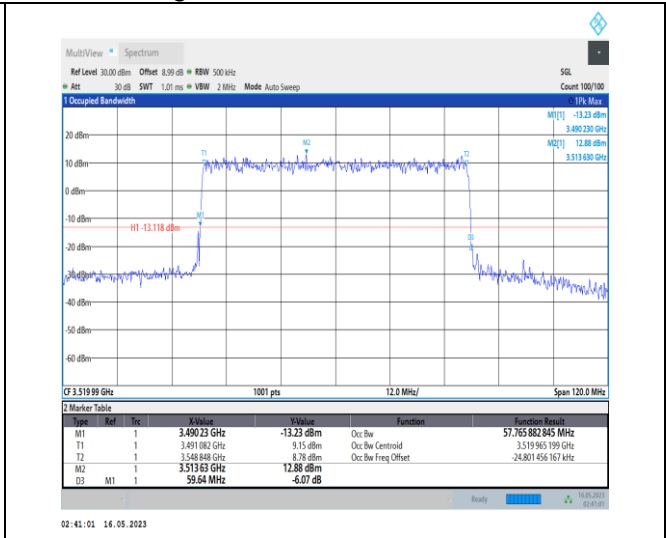 MultiView Spectrum
Ref Level 30.00 dBm Offset 8.99 dB RBW 500 kHz SGL
Att 30 dB SWT 1.01 ms VBW 2 MHz Mode Auto Sweep Count 100/100
1 Occupied Bandwidth 1Pk Max
M1[1] -13.23 dBm
3.490 230 GHz
M2[1] 12.88 dBm
3.513 630 GHz
20 dBm
M2
T1
T2
10 dBm
0 dBm
-10 dBm
M1
H1 -13.118 dBm
D3
-20 dBm
-30 dBm
-40 dBm
-50 dBm
-60 dBm
CF 3.519 99 GHz 1001 pts 12.0 MHz/ Span 120.0 MHz
2 Marker Table
Type Ref Trc X-Value Y-Value Function Function Result
M1 1 3.490 23 GHz -13.23 dBm Occ Bw 57.765 882 845 MHz
T1 1 3.491 082 GHz 9.15 dBm Occ Bw Centroid 3.519 965 199 GHz
T2 1 3.548 848 GHz 8.78 dBm Occ Bw Freq Offset -24.801 456 167 kHz
M2 1 3.513 63 GHz 12.88 dBm
D3 M1 1 59.64 MHz -6.07 dB
Ready 16.05.2023
02:41:01
02:41:01 16.05.2023